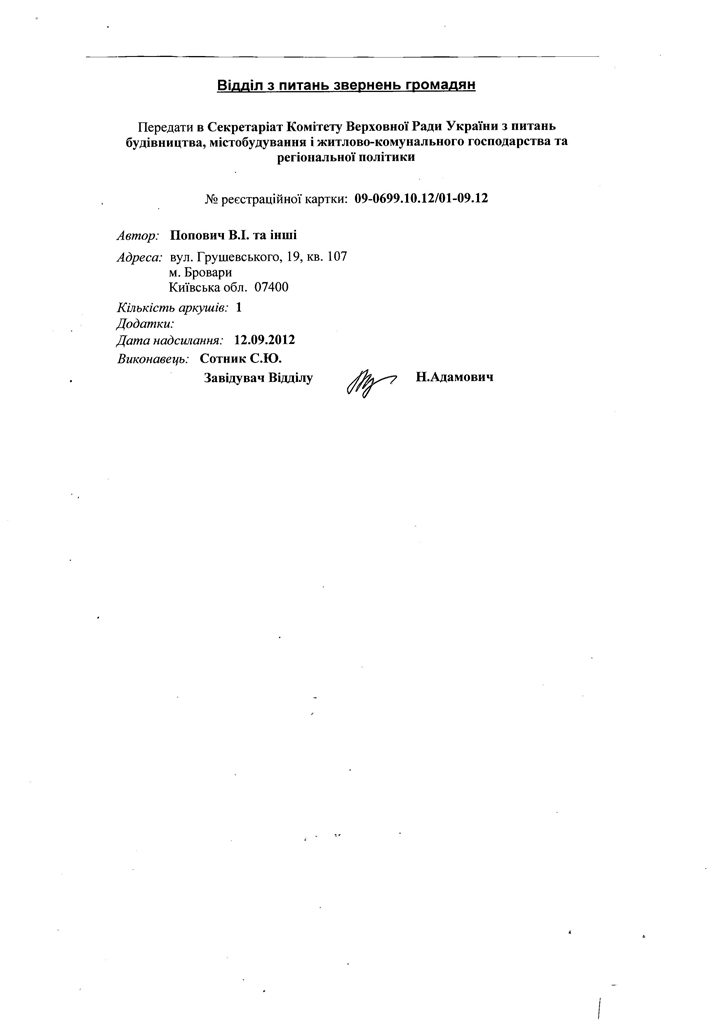 Відділ з питань звернень громадян
Передати в Секретаріат Комітету Верховної Ради України з питань
будівництва, містобудування і житлово-комунального господарства та
регіональної політики
№ реєстраційної картки: 09-0699.10.12/01-09.12
Автор: Попович В.І. та інші
Адреса: вул. Грушевського, 19, кв. 107
м. Бровари
Київська обл. 07400
Кількість аркушів: 1
Додатки:
Дата надсилання: 12.09.2012
Виконавець: Сотник С.Ю.
Завідувач Відділу Н.Адамович